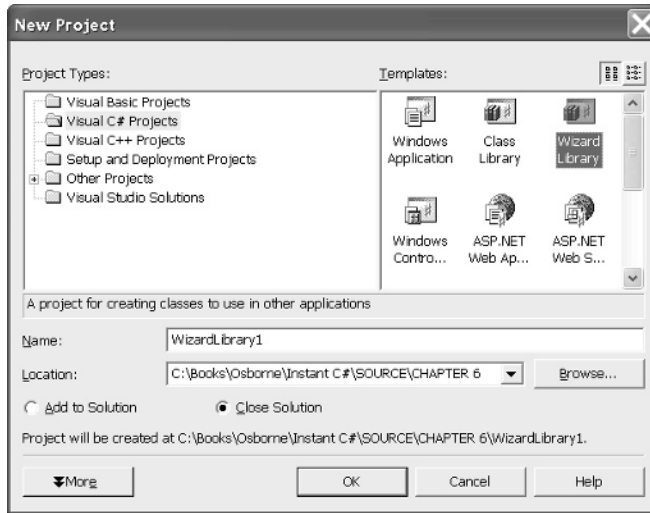 New Project
Project Types:
Templates:
Visual Basic Projects
Visual C# Projects
Visual C++ Projects
Setup and Deployment Projects
Other Projects
Visual Studio Solutions
Windows Application
Class Library
Wizard Library
Windows Contro...
ASP.NET Web Ap...
ASP.NET Web S...
A project for creating classes to use in other applications
Name:
WizardLibrary1
Location:
C:\Books\Osborne\Instant C#\SOURCE\CHAPTER 6
Browse...
Add to Solution
Close Solution
Project will be created at C:\Books\Osborne\Instant C#\SOURCE\CHAPTER 6\WizardLibrary1.
More
OK
Cancel
Help